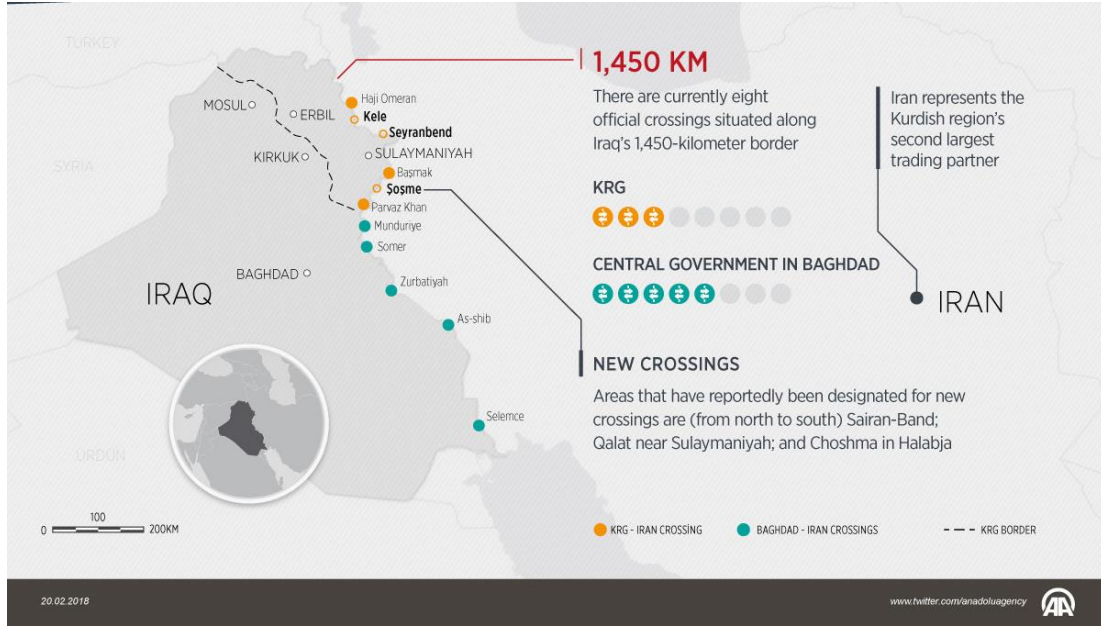 TURKEY
SYRIA
ÜRDÜN
MOSUL
ERBIL
KIRKUK
SULAYMANIYAH
BAGHDAD
IRAQ
Haji Omeran
Kele
Seyranbend
Başmak
Şoşme
Parvaz Khan
Munduriye
Somer
Zurbatiyah
As-shib
Selemce
0
100
200KM
1,450 KM
There are currently eight
official crossings situated along
Iraq's 1,450-kilometer border
KRG
CENTRAL GOVERNMENT IN BAGHDAD
Iran represents the
Kurdish region's
second largest
trading partner
IRAN
NEW CROSSINGS
Areas that have reportedly been designated for new
crossings are (from north to south) Sairan-Band;
Qalat near Sulaymaniyah; and Choshma in Halabja
KRG - IRAN CROSSİNG
BAGHDAD - IRAN CROSSINGS
KRG BORDER
20.02.2018
www.twitter.com/anadoluagency
AA